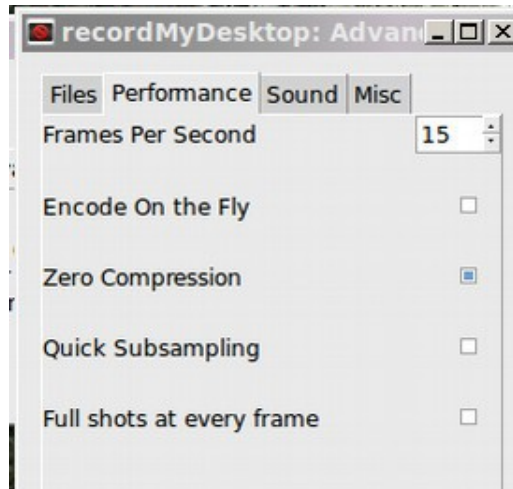 recordMyDesktop: Advan
Files Performance Sound Misc
Frames Per Second 15
Encode On the Fly
Zero Compression
Quick Subsampling
Full shots at every frame